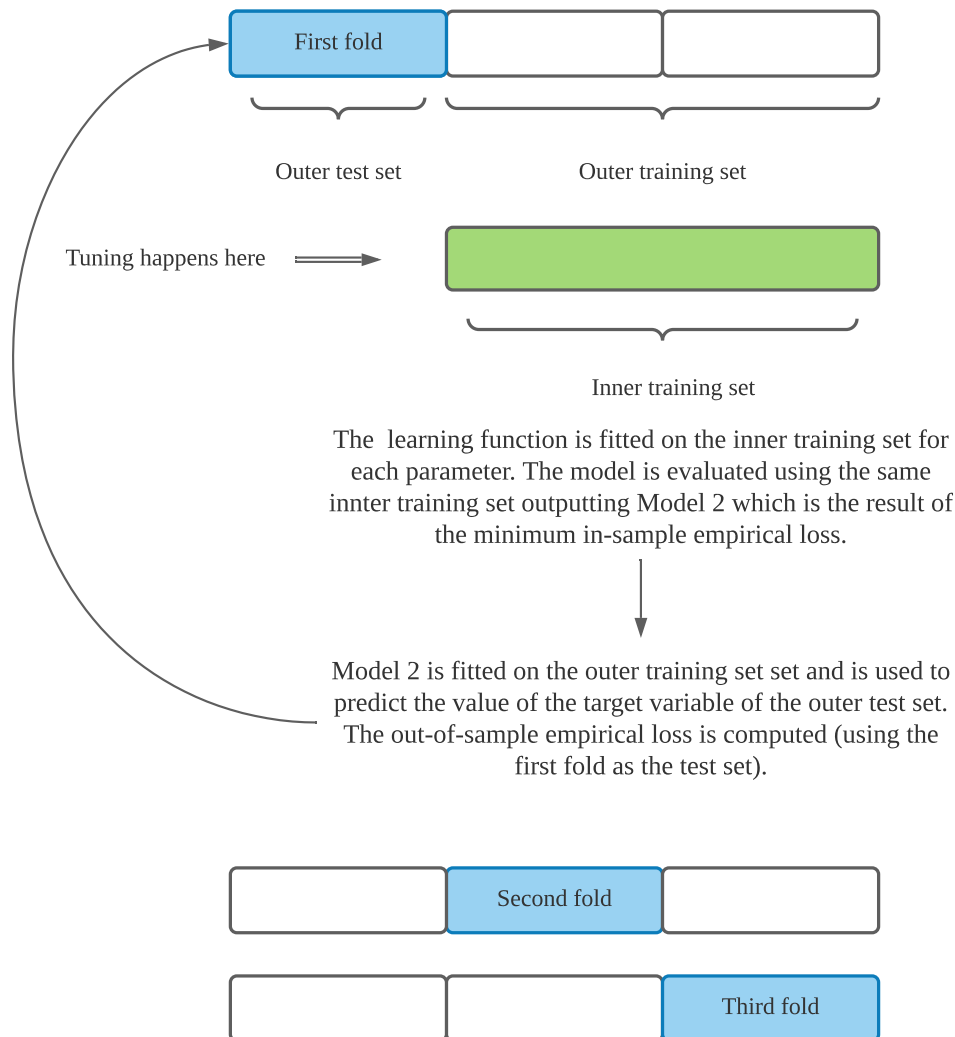 First fold
Outer test set
Outer training set
Tuning happens here
Inner training set
The learning function is fitted on the inner training set for
each parameter. The model is evaluated using the same
innter training set outputting Model 2 which is the result of
the minimum in-sample empirical loss.
Model 2 is fitted on the outer training set set and is used to
predict the value of the target variable of the outer test set.
The out-of-sample empirical loss is computed (using the
first fold as the test set).
Second fold
Third fold